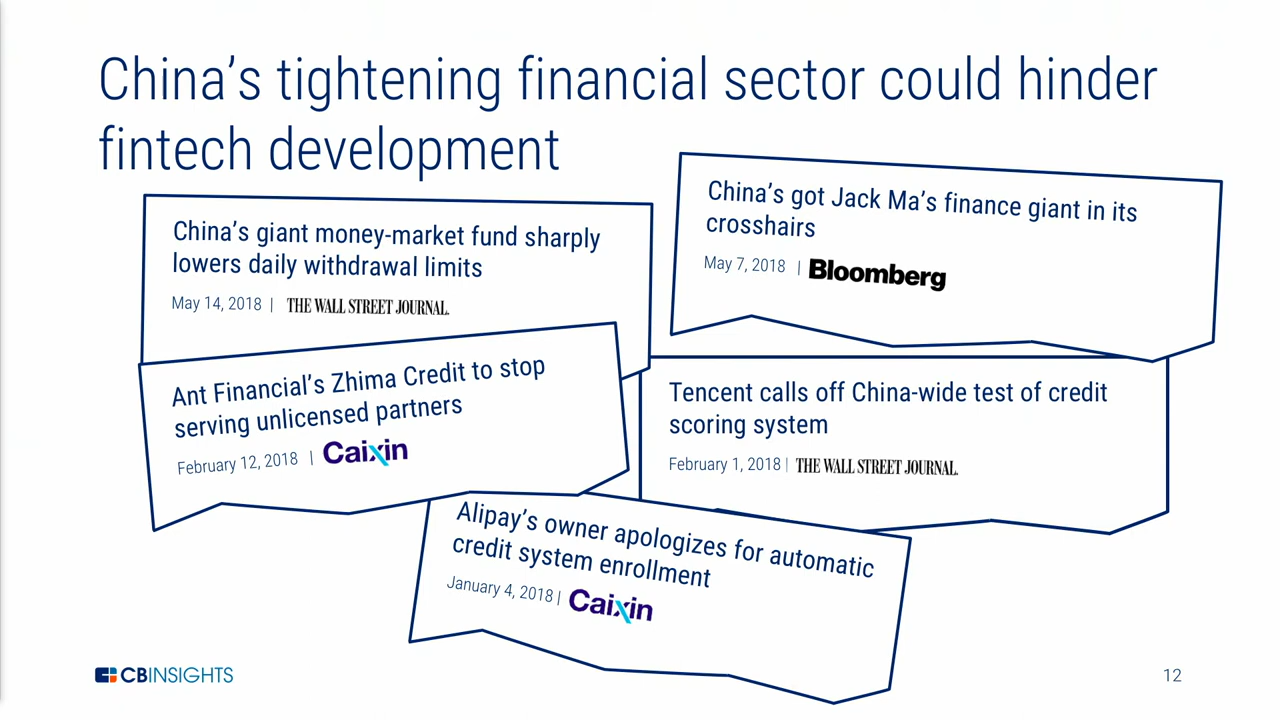 China's tightening financial sector could hinder
fintech development
China's giant money-market fund sharply
lowers daily withdrawal limits
May 14, 2018 | THE WALL STREET JOURNAL.
China's got Jack Ma's finance giant in its
crosshairs
May 7, 2018 | Bloomberg
Ant Financial's Zhima Credit to stop
serving unlicensed partners
February 12, 2018 | Caixin
Tencent calls off China-wide test of credit
scoring system
February 1, 2018 | THE WALL STREET JOURNAL.
Alipay's owner apologizes for automatic
credit system enrollment
January 4, 2018 | Caixin
CBINSIGHTS
12